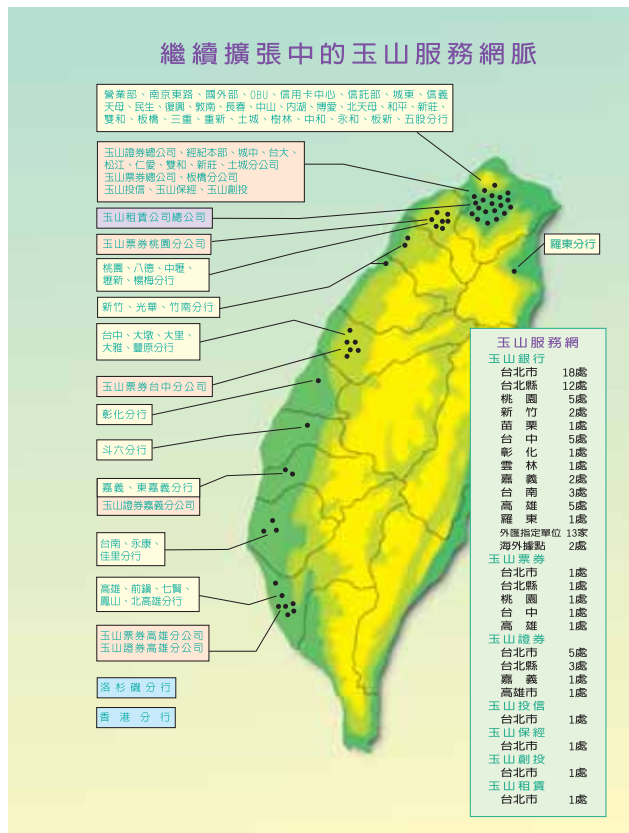 繼續擴張中的玉山服務網脈
營業部、南京東路、國外部、OBU、信用卡中心、信託部、城東、信義
天母、民生、復興、敦南、長春、中山、內湖、博愛、北天母、和平、新莊、
雙和、板橋、三重、重新、土城、樹林、中和、永和、板新、五股分行
玉山證券總公司、經紀本部、城中、台大、
松江、仁愛、雙和、新莊、土城分公司
玉山票券總公司、板橋分公司
玉山投信、玉山保經、玉山創投
玉山租賃公司總公司
玉山票券桃園分公司
桃園、八德、中壢、
壢新、楊梅分行
新竹、光華、竹南分行
台中、大墩、大里、
大雅、豐原分行
玉山票券台中分公司
彰化分行
斗六分行
嘉義、東嘉義分行
玉山證券嘉義分公司
台南、永康、
佳里分行
高雄、前鎮、七賢、
鳳山、北高雄分行
玉山票券高雄分公司
玉山證券高雄分公司
洛杉磯分行
香港分行
羅東分行
玉山服務網
玉山銀行
台北市 18處
台北縣 12處
桃園 5處
新竹 2處
苗栗 1處
台中 5處
彰化 1處
雲林 1處
嘉義 2處
台南 3處
高雄 5處
羅東 1處
外匯指定單位 13家
海外據點 2處
玉山票券
台北市 1處
台北縣 1處
桃園 1處
台中 1處
高雄 1處
玉山證券
台北市 5處
台北縣 3處
嘉義 1處
高雄市 1處
玉山投信
台北市 1處
玉山保經
台北市 1處
玉山創投
台北市 1處
玉山租賃
台北市 1處